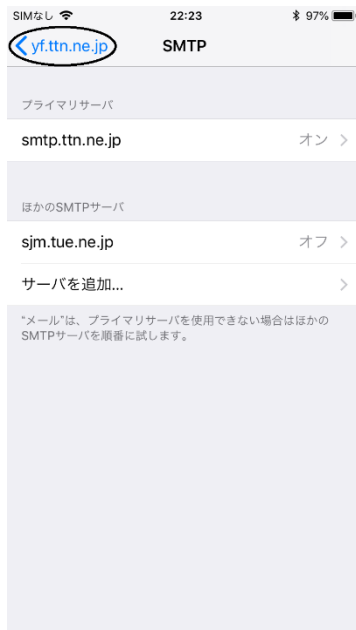 SIMなし 22:23 97%
yf.ttn.ne.jp SMTP
プライマリサーバ
smtp.ttn.ne.jp オン
ほかのSMTPサーバ
sjm.tue.ne.jp オフ
サーバを追加...
“メール”は、プライマリサーバを使用できない場合はほかの
SMTPサーバを順番に試します。